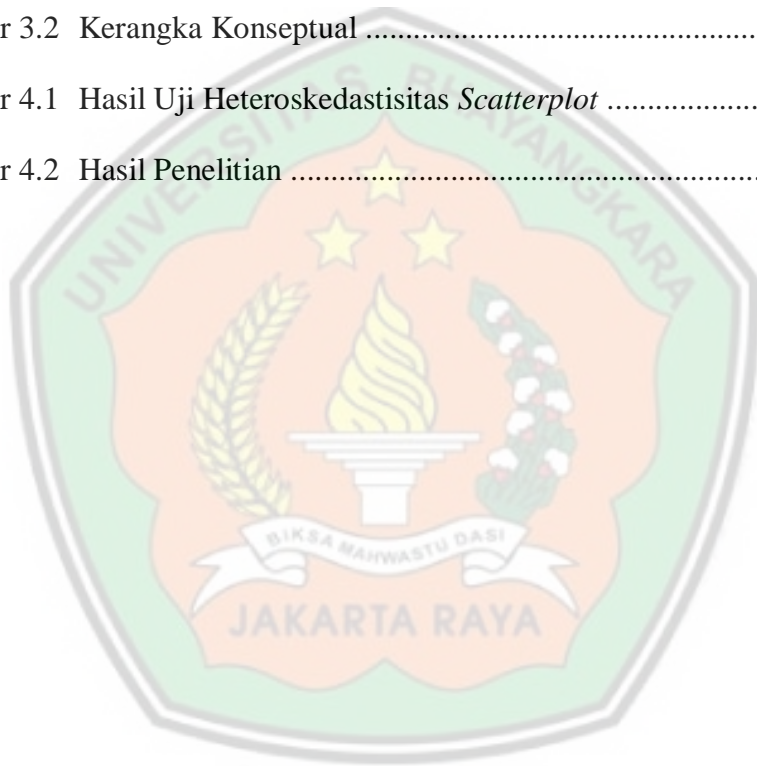 r 3.2 Kerangka Konseptual ................................................
r 4.1 Hasil Uji Heteroskedastisitas Scatterplot ...................
r 4.2 Hasil Penelitian ..........................................................
UNIVERSITAS BHAYANGKARA
BIKSA MAHWASTU DASI
JAKARTA RAYA